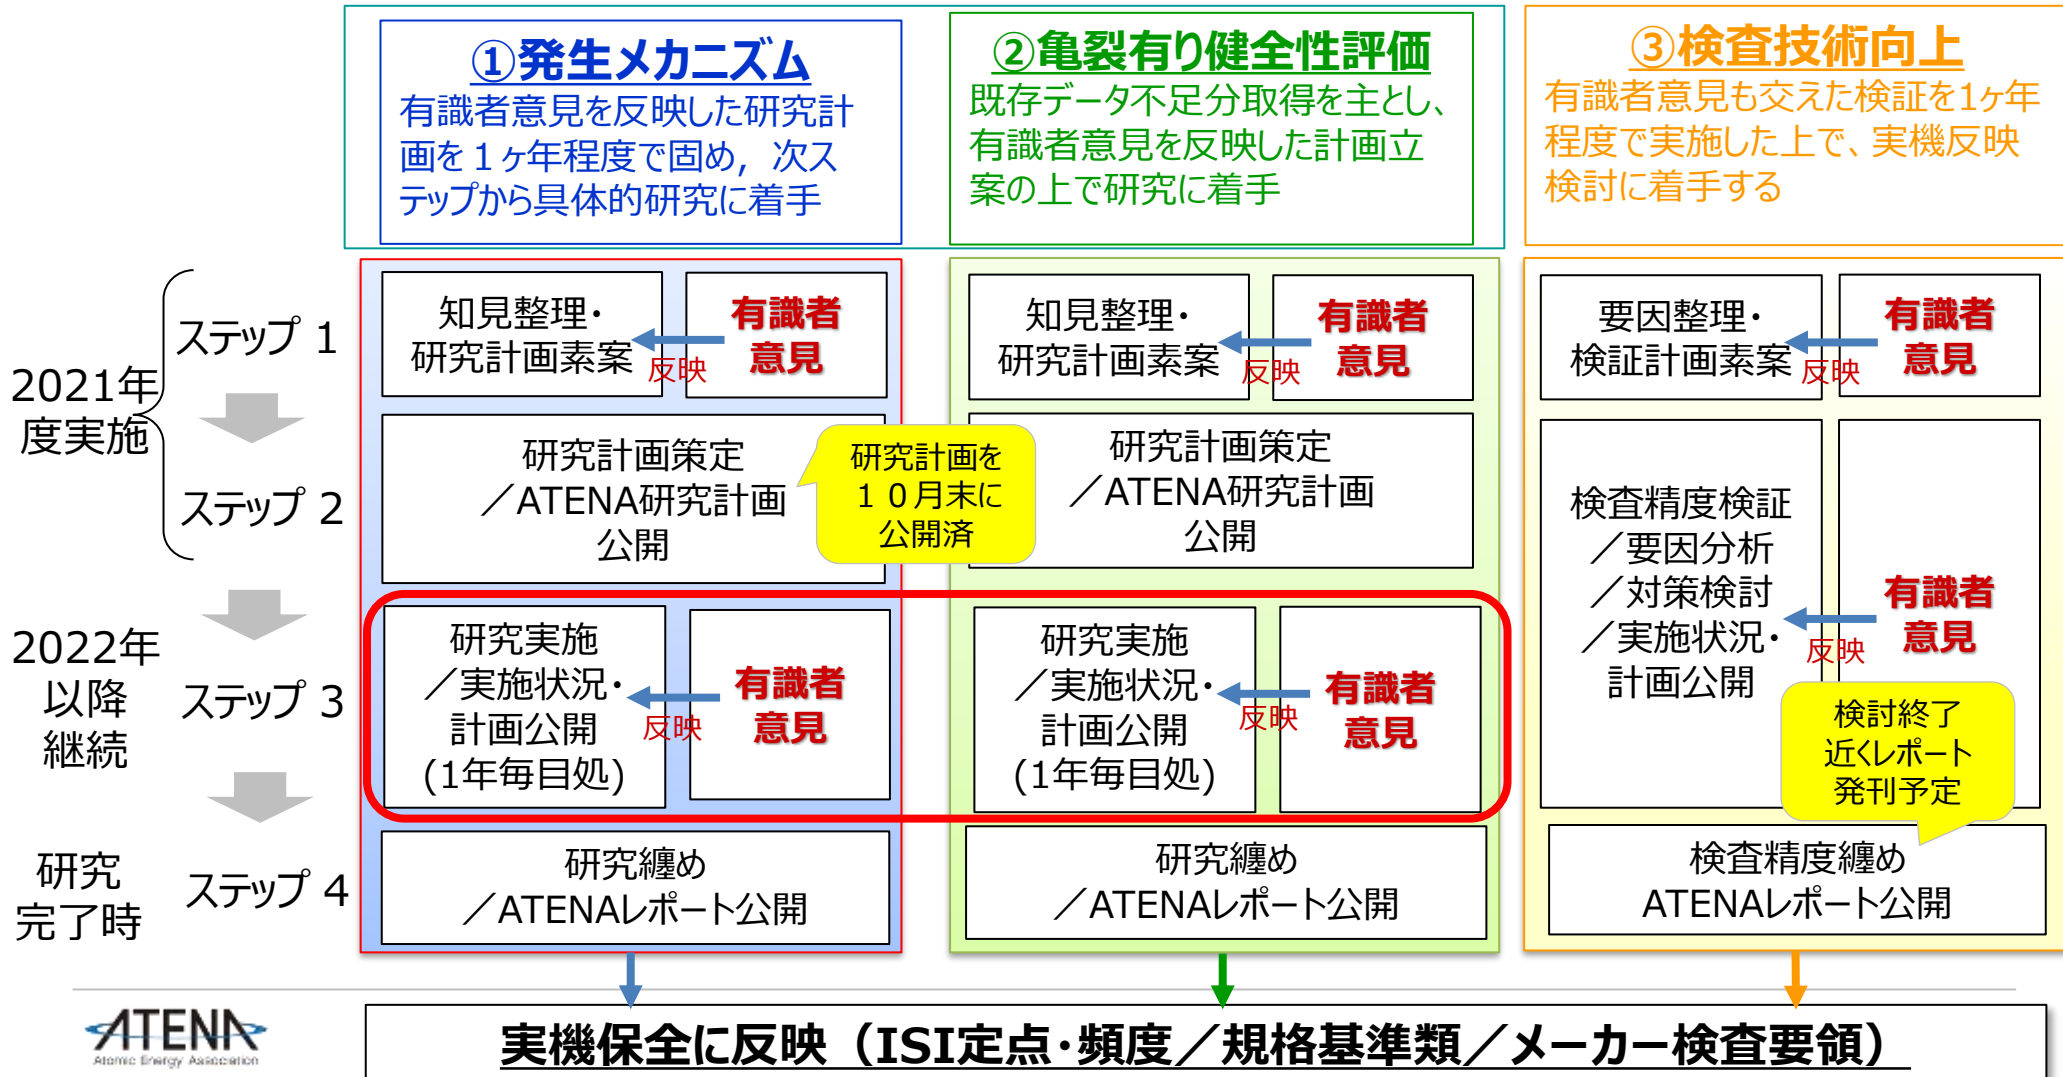 ①発生メカニズム
有識者意見を反映した研究計
画を１ヶ年程度で固め，次ス
テップから具体的研究に着手
②亀裂有り健全性評価
既存データ不足分取得を主とし、
有識者意見を反映した計画立
案の上で研究に着手
③検査技術向上
有識者意見も交えた検証を1ヶ年
程度で実施した上で、実機反映
検討に着手する
2021年
度実施
ステップ 1
知見整理・
研究計画素案
反映
有識者
意見
知見整理・
研究計画素案
反映
有識者
意見
要因整理・
検証計画素案
反映
有識者
意見
ステップ 2
研究計画策定
／ATENA研究計画
公開
研究計画を
１０月末に
公開済
研究計画策定
／ATENA研究計画
公開
検査精度検証
／要因分析
／対策検討
／実施状況・
計画公開
反映
有識者
意見
2022年
以降
継続
ステップ 3
研究実施
／実施状況・
計画公開
(1年毎目処)
反映
有識者
意見
研究実施
／実施状況・
計画公開
(1年毎目処)
反映
有識者
意見
検討終了
近くレポート
発刊予定
研究
完了時
ステップ 4
研究纏め
／ATENAレポート公開
研究纏め
／ATENAレポート公開
検査精度纏め
ATENAレポート公開
ATENA
Atomic Energy Association
実機保全に反映（ISI定点・頻度／規格基準類／メーカー検査要領）